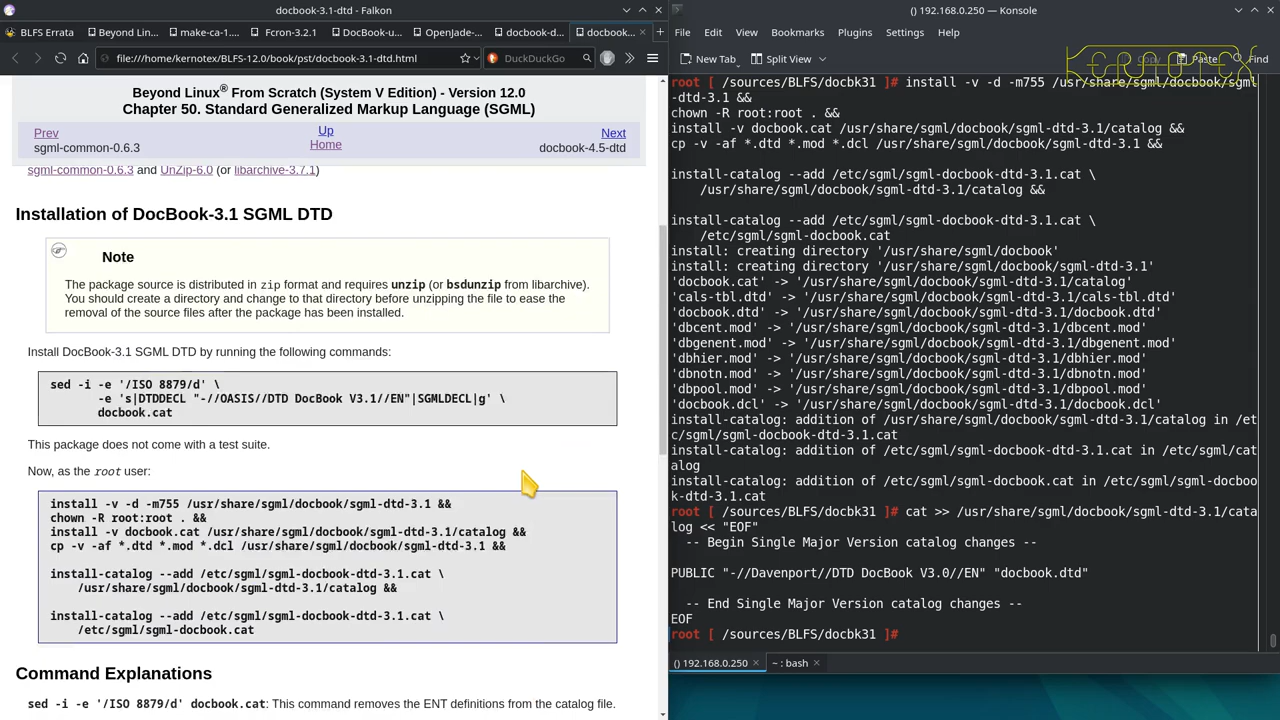 docbook-3.1-dtd - Falkon
BLFS Errata
Beyond Lin...
make-ca-1....
Fcron-3.2.1
DocBook-u...
OpenJade-...
docbook-d...
docbook...
file:///home/kernotex/BLFS-12.0/book/pst/docbook-3.1-dtd.html
DuckDuckGo
Beyond Linux® From Scratch (System V Edition) - Version 12.0
Chapter 50. Standard Generalized Markup Language (SGML)
Prev
Up
Next
sgml-common-0.6.3
Home
docbook-4.5-dtd
sgml-common-0.6.3 and UnZip-6.0 (or libarchive-3.7.1)
Installation of DocBook-3.1 SGML DTD
Note
The package source is distributed in zip format and requires unzip (or bsdunzip from libarchive).
You should create a directory and change to that directory before unzipping the file to ease the
removal of the source files after the package has been installed.
Install DocBook-3.1 SGML DTD by running the following commands:
sed -i -e '/ISO 8879/d' \
-e 's|DTDDECL "-//OASIS//DTD DocBook V3.1//EN"|SGMLDECL|g' \
docbook.cat
This package does not come with a test suite.
Now, as the root user:
install -v -d -m755 /usr/share/sgml/docbook/sgml-dtd-3.1 &&
chown -R root:root . &&
install -v docbook.cat /usr/share/sgml/docbook/sgml-dtd-3.1/catalog &&
cp -v -af *.dtd *.mod *.dcl /usr/share/sgml/docbook/sgml-dtd-3.1 &&
install-catalog --add /etc/sgml/sgml-docbook-dtd-3.1.cat \
/usr/share/sgml/docbook/sgml-dtd-3.1/catalog &&
install-catalog --add /etc/sgml/sgml-docbook-dtd-3.1.cat \
/etc/sgml/sgml-docbook.cat
Command Explanations
sed -i -e '/ISO 8879/d' docbook.cat: This command removes the ENT definitions from the catalog file.
() 192.168.0.250 — Konsole
File Edit View Bookmarks Plugins Settings Help
New Tab
Split View
Copy
Paste
Find
KERNOTEX
root [ /sources/BLFS/docbk31 ]# install -v -d -m755 /usr/share/sgml/docbook/sgml
-dtd-3.1 &&
chown -R root:root . &&
install -v docbook.cat /usr/share/sgml/docbook/sgml-dtd-3.1/catalog &&
cp -v -af *.dtd *.mod *.dcl /usr/share/sgml/docbook/sgml-dtd-3.1 &&
install-catalog --add /etc/sgml/sgml-docbook-dtd-3.1.cat \
/usr/share/sgml/docbook/sgml-dtd-3.1/catalog &&
install-catalog --add /etc/sgml/sgml-docbook-dtd-3.1.cat \
/etc/sgml/sgml-docbook.cat
install: creating directory '/usr/share/sgml/docbook'
install: creating directory '/usr/share/sgml/docbook/sgml-dtd-3.1'
'docbook.cat' -> '/usr/share/sgml/docbook/sgml-dtd-3.1/catalog'
'cals-tbl.dtd' -> '/usr/share/sgml/docbook/sgml-dtd-3.1/cals-tbl.dtd'
'docbook.dtd' -> '/usr/share/sgml/docbook/sgml-dtd-3.1/docbook.dtd'
'dbcent.mod' -> '/usr/share/sgml/docbook/sgml-dtd-3.1/dbcent.mod'
'dbgenent.mod' -> '/usr/share/sgml/docbook/sgml-dtd-3.1/dbgenent.mod'
'dbhier.mod' -> '/usr/share/sgml/docbook/sgml-dtd-3.1/dbhier.mod'
'dbnotn.mod' -> '/usr/share/sgml/docbook/sgml-dtd-3.1/dbnotn.mod'
'dbpool.mod' -> '/usr/share/sgml/docbook/sgml-dtd-3.1/dbpool.mod'
'docbook.dcl' -> '/usr/share/sgml/docbook/sgml-dtd-3.1/docbook.dcl'
install-catalog: addition of /usr/share/sgml/docbook/sgml-dtd-3.1/catalog in /et
c/sgml/sgml-docbook-dtd-3.1.cat
install-catalog: addition of /etc/sgml/sgml-docbook-dtd-3.1.cat in /etc/sgml/cat
alog
install-catalog: addition of /etc/sgml/sgml-docbook.cat in /etc/sgml/sgml-docboo
k-dtd-3.1.cat
root [ /sources/BLFS/docbk31 ]# cat >> /usr/share/sgml/docbook/sgml-dtd-3.1/cata
log << "EOF"
-- Begin Single Major Version catalog changes --
PUBLIC "-//Davenport//DTD DocBook V3.0//EN" "docbook.dtd"
-- End Single Major Version catalog changes --
EOF
root [ /sources/BLFS/docbk31 ]#
() 192.168.0.250
~ : bash